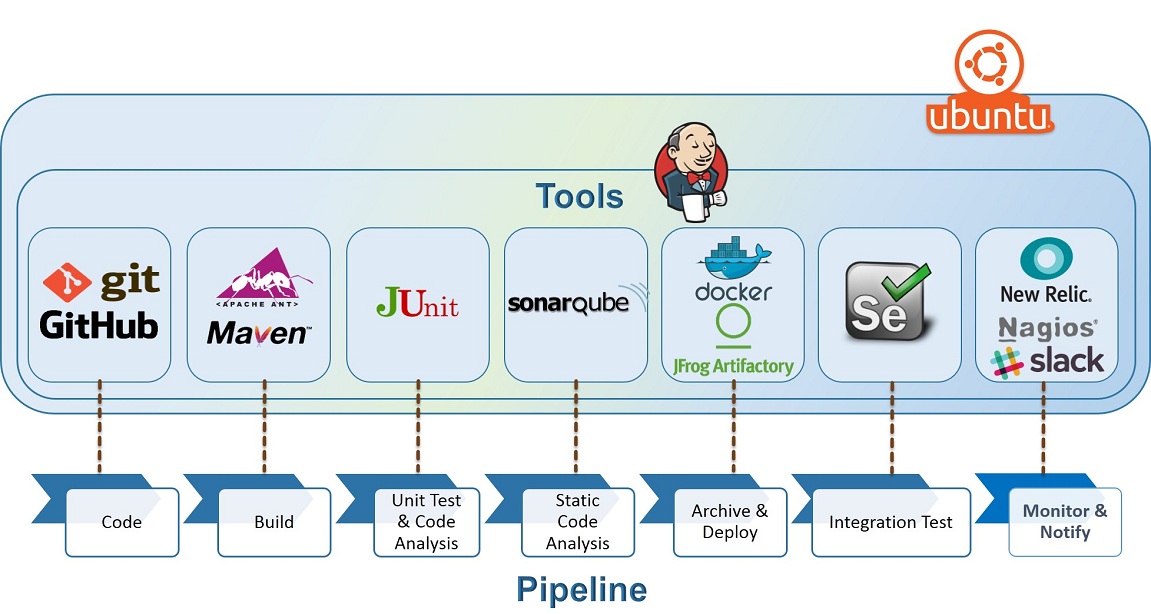 ubuntu
Tools
git
GitHub
<APACHE ANT>
Maven™
JUnit
sonarqube
docker
JFrog Artifactory
Se
New Relic.
Nagios®
slack
Code
Build
Unit Test
& Code
Analysis
Static
Code
Analysis
Archive &
Deploy
Integration Test
Monitor &
Notify
Pipeline